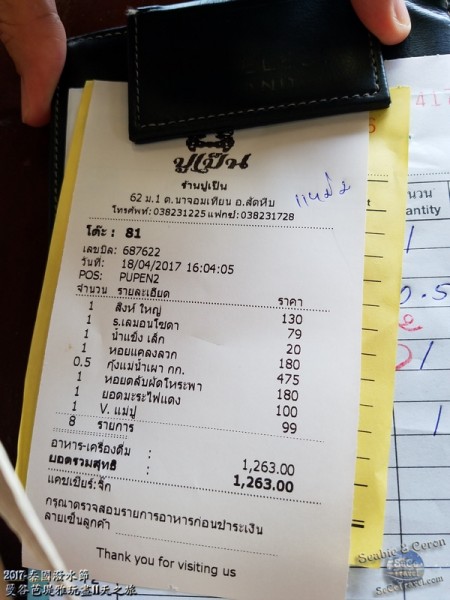 ปูเป็น
ร้านปูเป็น
62 ม.1 ต.นาจอมเทียน อ.สัตหีบ
โทรศัพท์: 038231225 แฟกซ์: 038231728
โต๊ะ : 81
เลขบิล: 687622
วันที่: 18/04/2017 16:04:05
POS: PUPEN2
จำนวน รายละเอียด ราคา
1 สิงห์ ใหญ่ 130
1 ร.เลมอนโซดา 79
1 น้ำแข็ง เล็ก 20
1 หอยแครงลวก 180
0.5 กุ้งแม่น้ำเผา กก. 475
1 หอยตลับผัดโหระพา 180
1 ยอดมะระไฟแดง 100
1 V. แม่ปู 99
8 รายการ
อาหาร-เครื่องดื่ม : 1,263.00
ยอดรวมสุทธิ : 1,263.00
แคชเชียร์:จิ๊ก
กรุณาตรวจสอบรายการอาหารก่อนชำระเงิน
ลายเซ็นลูกค้า
Thank you for visiting us
นวน
antity
1
0.5
2
1
1
2017-泰國潑水節
曼谷芭堤雅玩水11天之旅
Seabie & Ceron
SeCeTravel.com